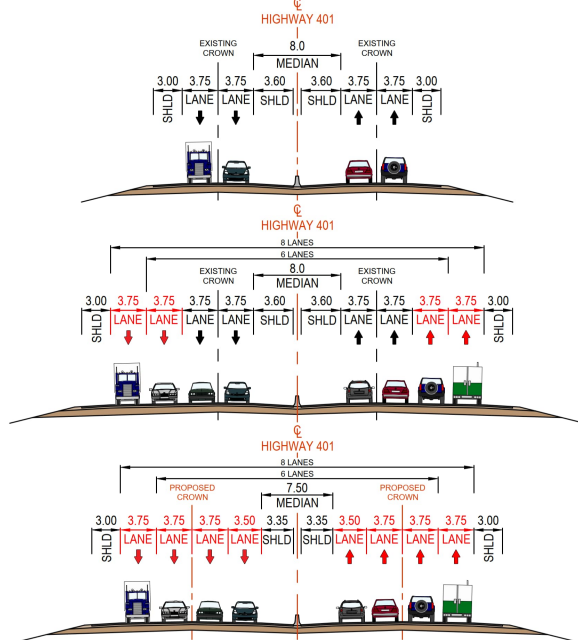 ℄
HIGHWAY 401
EXISTING CROWN 8.0 EXISTING CROWN
MEDIAN
3.00 3.75 3.75 3.60 3.60 3.75 3.75 3.00
SHLD LANE LANE SHLD SHLD LANE LANE SHLD
℄
HIGHWAY 401
8 LANES
6 LANES
EXISTING CROWN 8.0 EXISTING CROWN
MEDIAN
3.00 3.75 3.75 3.75 3.75 3.60 3.60 3.75 3.75 3.75 3.75 3.00
SHLD LANE LANE LANE LANE SHLD SHLD LANE LANE LANE LANE SHLD
℄
HIGHWAY 401
8 LANES
6 LANES
PROPOSED CROWN 7.50 PROPOSED CROWN
MEDIAN
3.00 3.75 3.75 3.75 3.50 3.35 3.35 3.50 3.75 3.75 3.75 3.00
SHLD LANE LANE LANE LANE SHLD SHLD LANE LANE LANE LANE SHLD